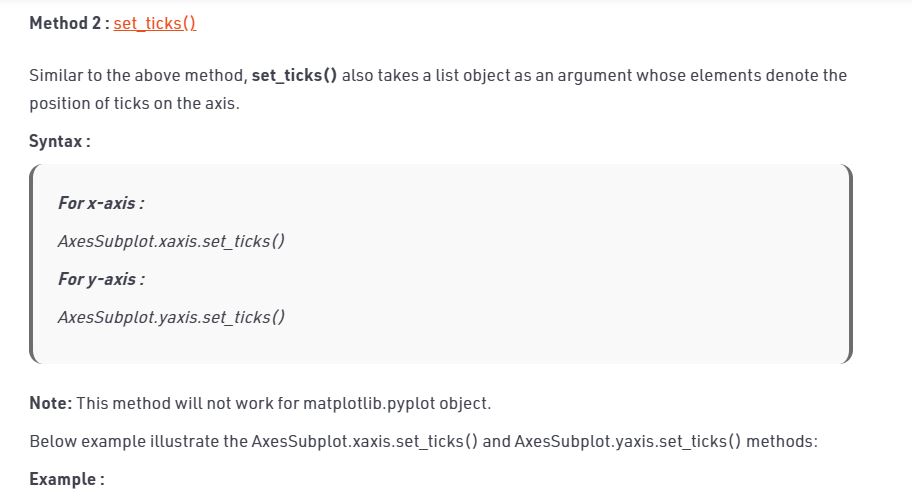 Method 2 : set_ticks()
Similar to the above method, set_ticks() also takes a list object as an argument whose elements denote the
position of ticks on the axis.
Syntax :
For x-axis :
AxesSubplot.xaxis.set_ticks()
For y-axis :
AxesSubplot.yaxis.set_ticks()
Note: This method will not work for matplotlib.pyplot object.
Below example illustrate the AxesSubplot.xaxis.set_ticks() and AxesSubplot.yaxis.set_ticks() methods:
Example :